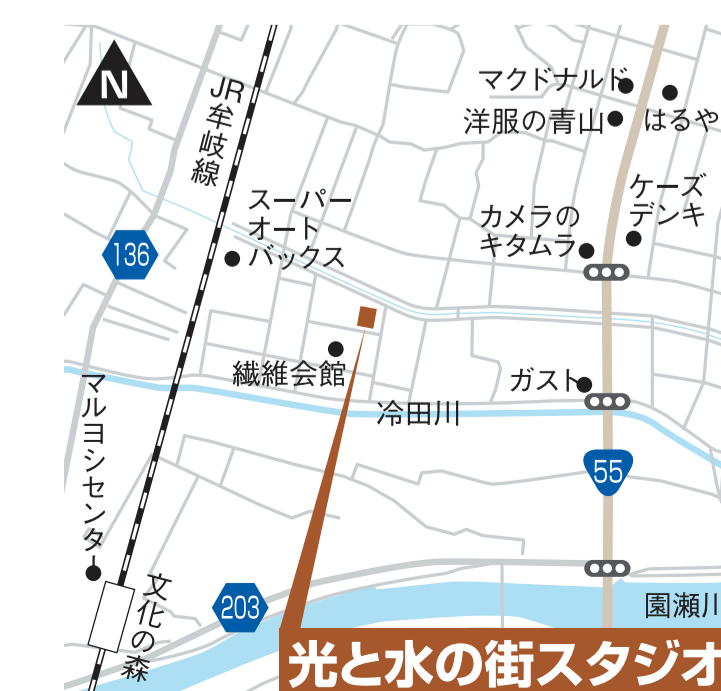 マクドナルド
N
JR牟岐線
洋服の青山
はるや
スーパー
オート
バックス
ケーズ
デンキ
カメラの
キタムラ
136
繊維会館
ガスト
マルヨシセンター
冷田川
55
文化の森
203
園瀬川
光と水の街スタジオ